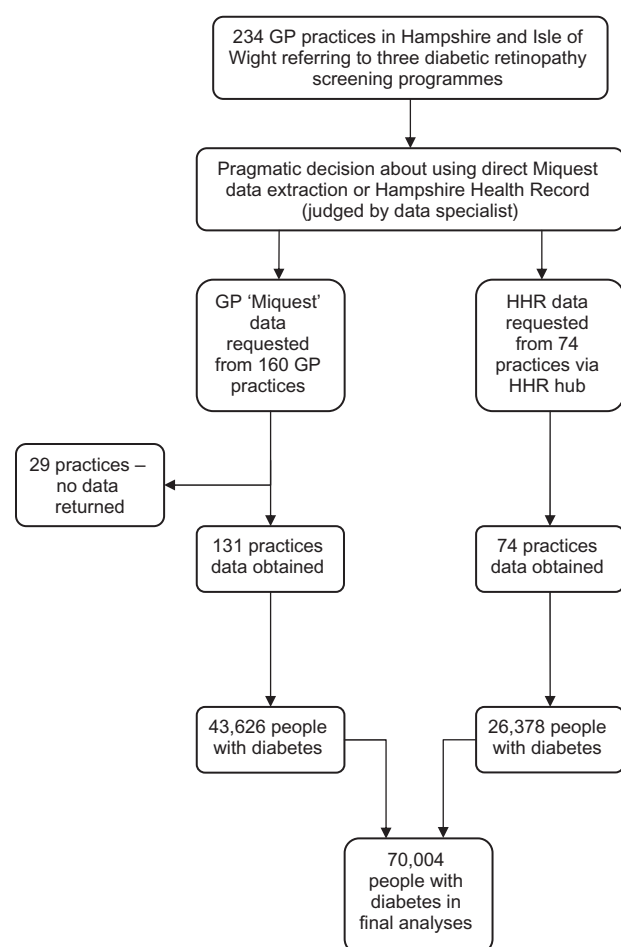 234 GP practices in Hampshire and Isle of
Wight referring to three diabetic retinopathy
screening programmes
Pragmatic decision about using direct Miquest
data extraction or Hampshire Health Record
(judged by data specialist)
GP ‘Miquest’
data
requested
from 160 GP
practices
HHR data
requested
from 74
practices via
HHR hub
29 practices –
no data
returned
131 practices
data obtained
74 practices
data obtained
43,626 people
with diabetes
26,378 people
with diabetes
70,004
people with
diabetes in
final analyses